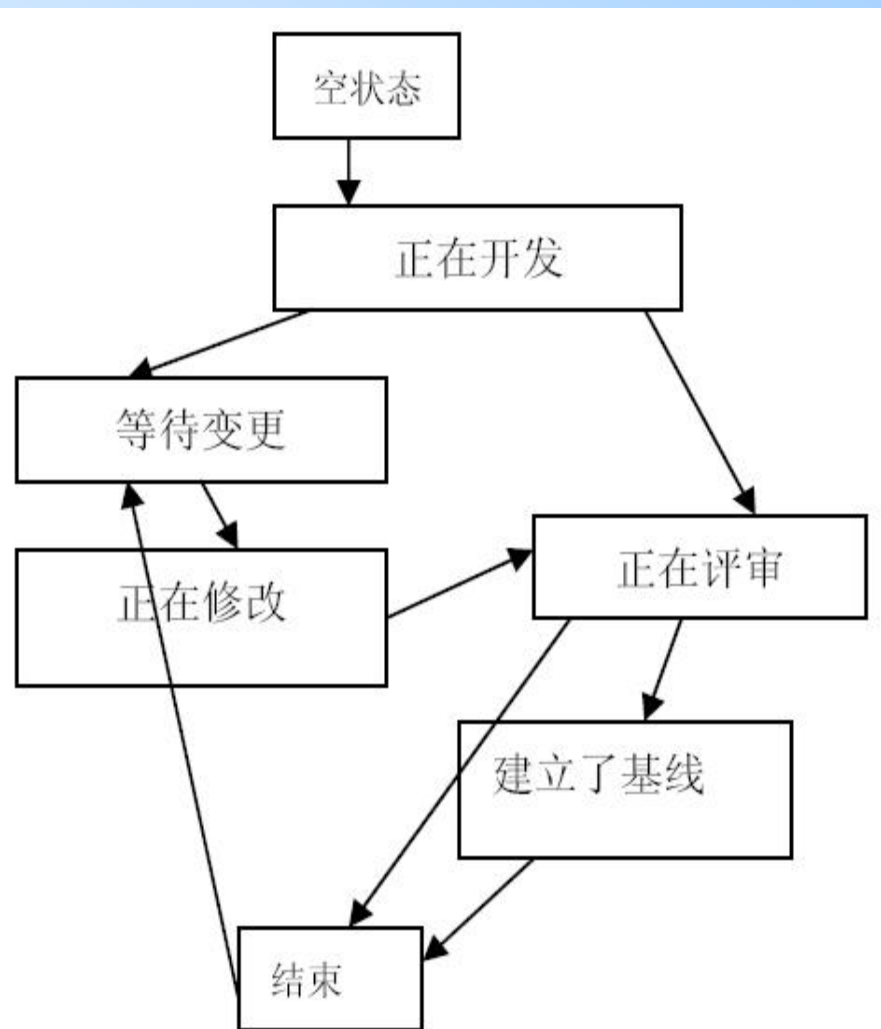 空状态
正在开发
等待变更
正在修改
正在评审
建立了基线
结束